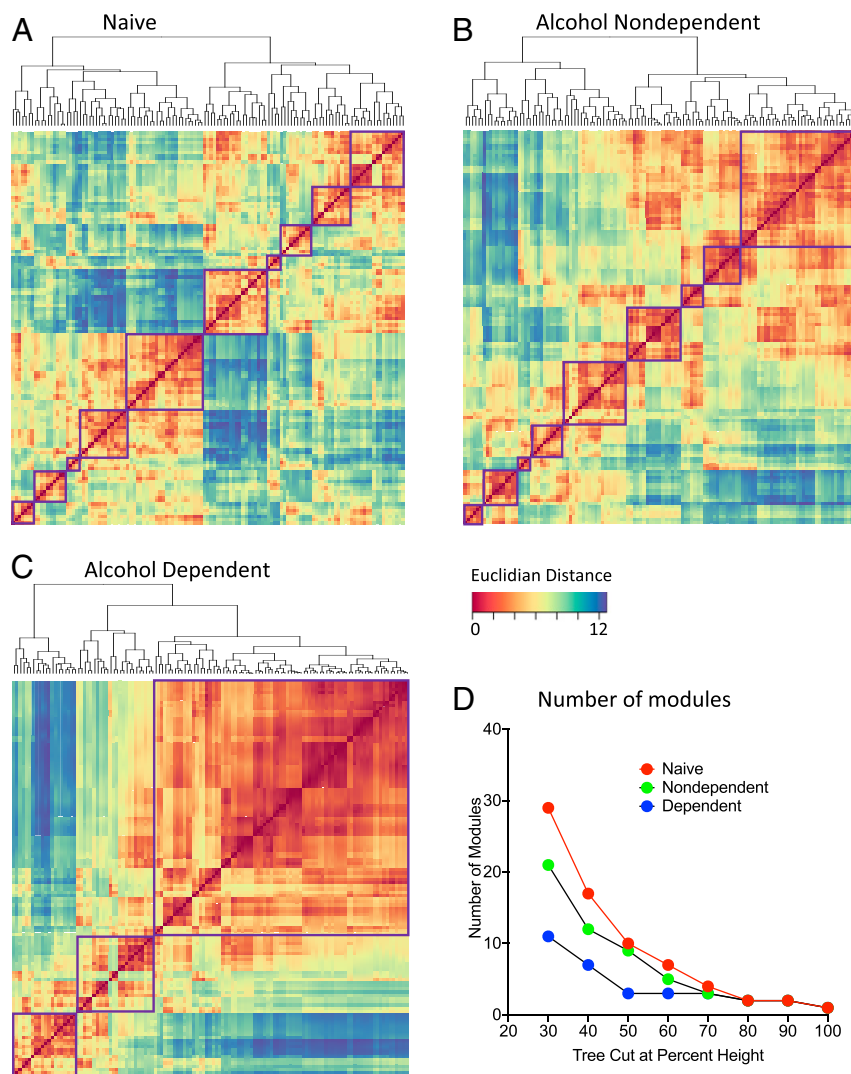 A
Naive
B
Alcohol Nondependent
C
Alcohol Dependent
Euclidian Distance
0
12
D
Number of modules
40
30
20
10
0
Number of Modules
Naive
Nondependent
Dependent
20 30 40 50 60 70 80 90 100
Tree Cut at Percent Height